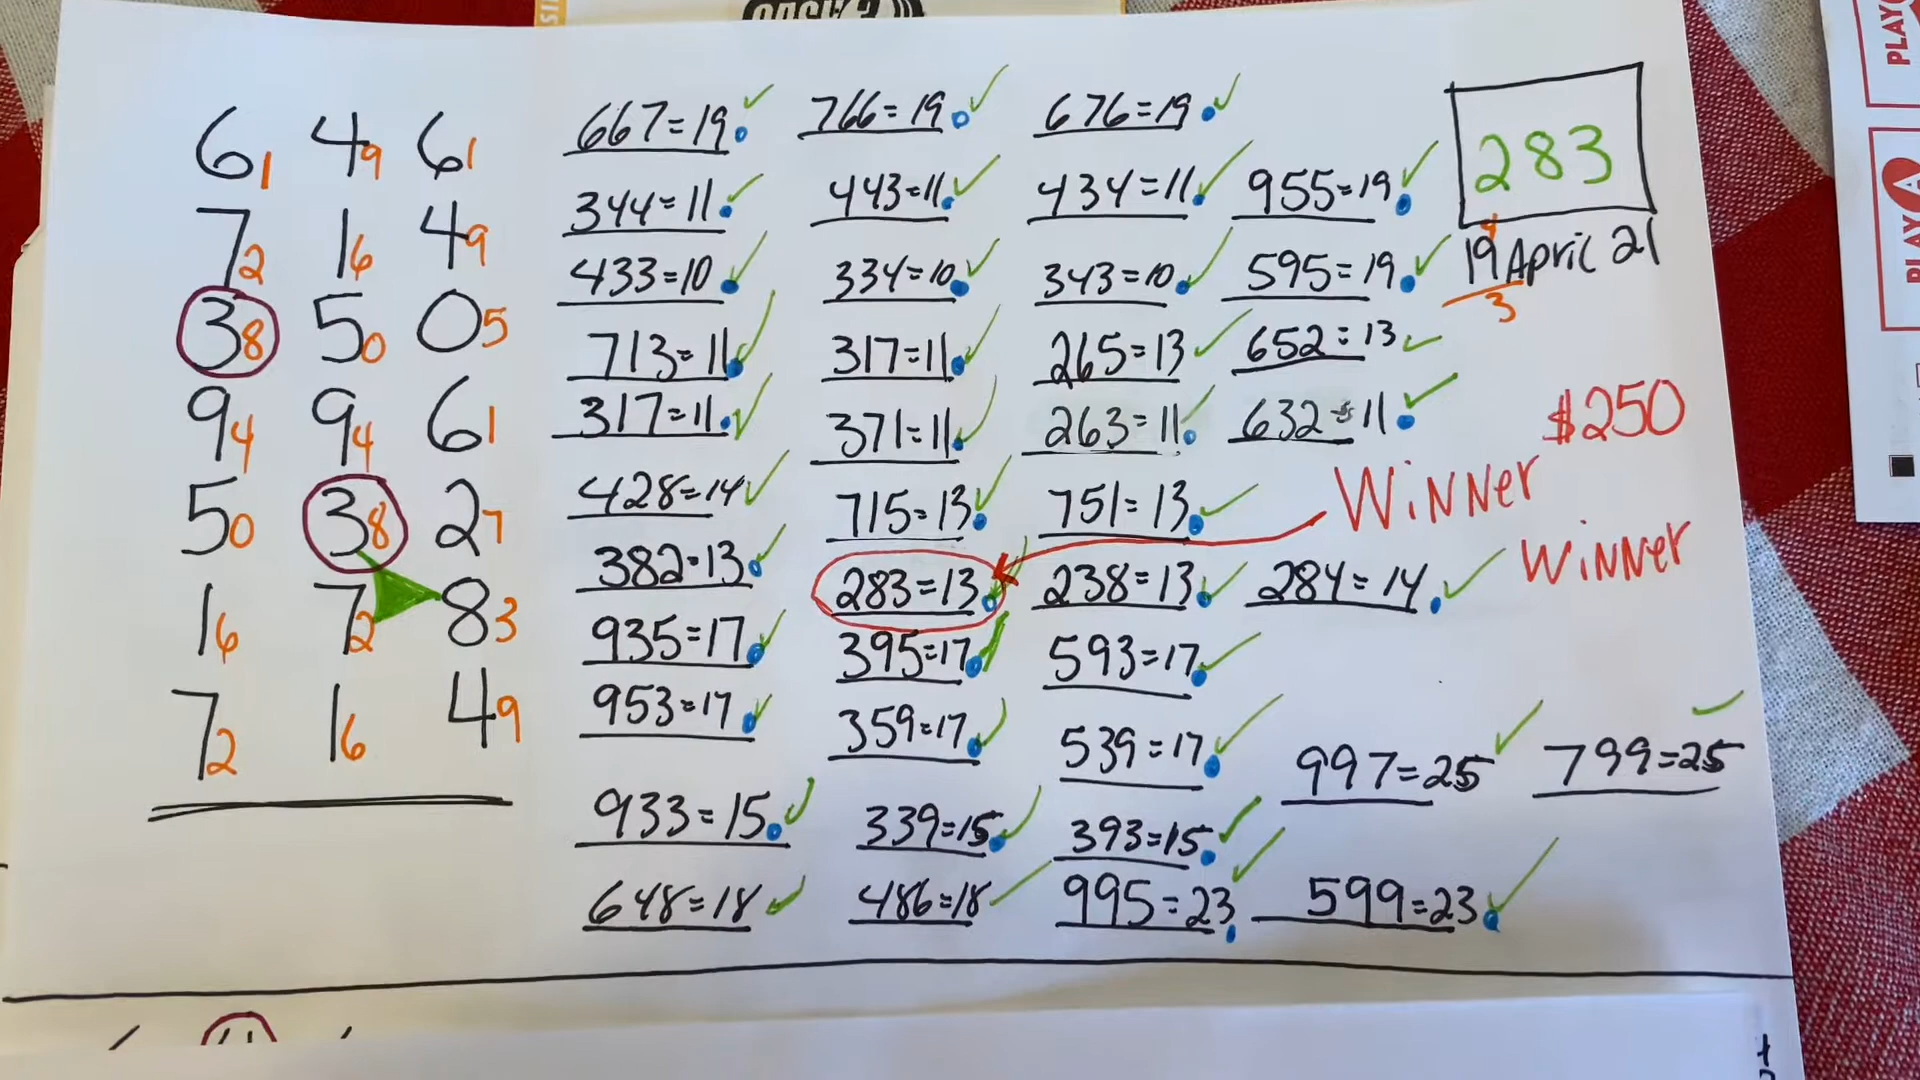 6 1 4 9 6 1
7 2 1 6 4 9
3 8 5 0 0 5
9 4 9 4 6 1
5 0 3 8 2 7
1 6 7 2 8 3
7 2 1 6 4 9
667=19 766=19 676=19
344=11 443=11 434=11 955=19
433=10 334=10 343=10 595=19
713=11 317=11 265=13 652=13
317=11 371=11 263=11 632=11
428=14 715=13 751=13
382=13 283=13 238=13 284=14
935=17 395=17 593=17
953=17 359=17 539=17 997=25 799=25
933=15 339=15 393=15
648=18 486=18 995=23 599=23
283
19 April 21
4
3
$250
WiNNer
WiNNer
PLAY
PLAY A